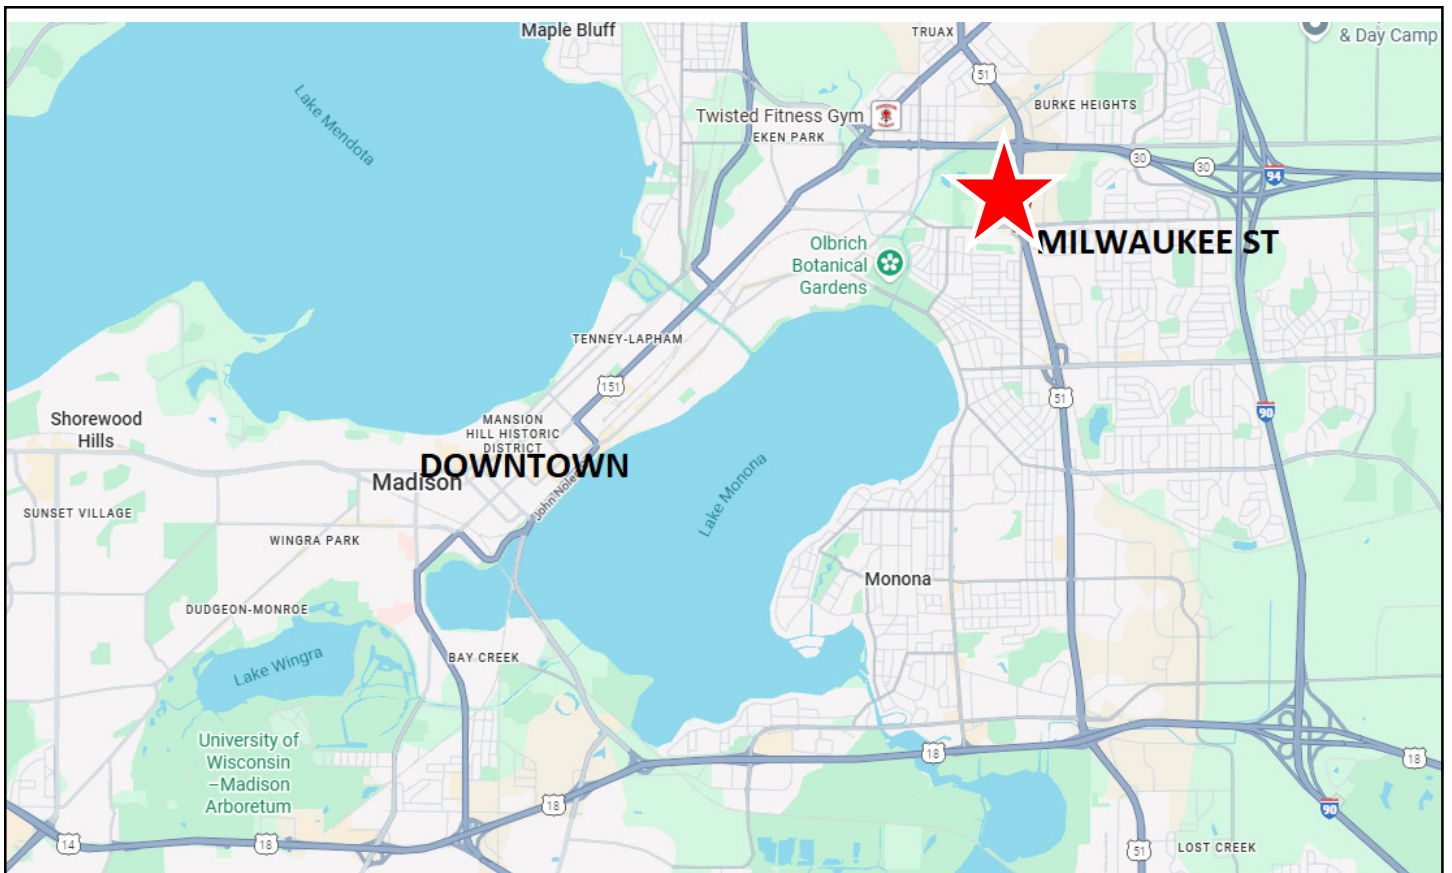 Maple Bluff
TRUAX
& Day Camp
51
BURKE HEIGHTS
Lake Mendota
Twisted Fitness Gym
EKEN PARK
30
30
94
MILWAUKEE ST
Olbrich
Botanical
Gardens
TENNEY-LAPHAM
151
51
90
Shorewood
Hills
MANSION
HILL HISTORIC
DISTRICT
DOWNTOWN
Madison
John Nole
Lake Monona
SUNSET VILLAGE
WINGRA PARK
Monona
DUDGEON-MONROE
BAY CREEK
Lake Wingra
University of
Wisconsin
–Madison
Arboretum
18
18
18
90
14
18
51
LOST CREEK